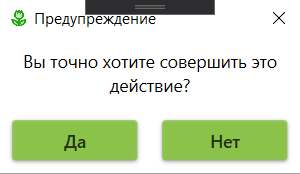 Предупреждение
Вы точно хотите совершить это
действие?
Да
Нет